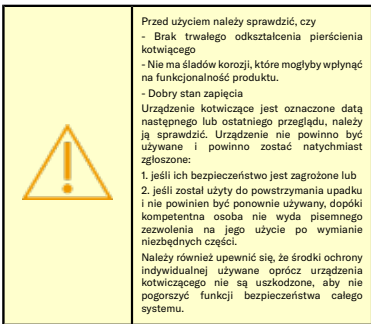 Przed użyciem należy sprawdzić, czy
- Brak trwałego odkształcenia pierścienia
kotwiącego
- Nie ma śladów korozji, które mogłyby wpłynąć
na funkcjonalność produktu.
- Dobry stan zapięcia
Urządzenie kotwiczące jest oznaczone datą
następnego lub ostatniego przeglądu, należy
ją sprawdzić. Urządzenie nie powinno być
używane i powinno zostać natychmiast
zgłoszone:
1. jeśli ich bezpieczeństwo jest zagrożone lub
2. jeśli został użyty do powstrzymania upadku
i nie powinien być ponownie używany, dopóki
kompetentna osoba nie wyda pisemnego
zezwolenia na jego użycie po wymianie
niezbędnych części.
Należy również upewnić się, że środki ochrony
indywidualnej używane oprócz urządzenia
kotwiczącego nie są uszkodzone, aby nie
pogorszyć funkcji bezpieczeństwa całego
systemu.